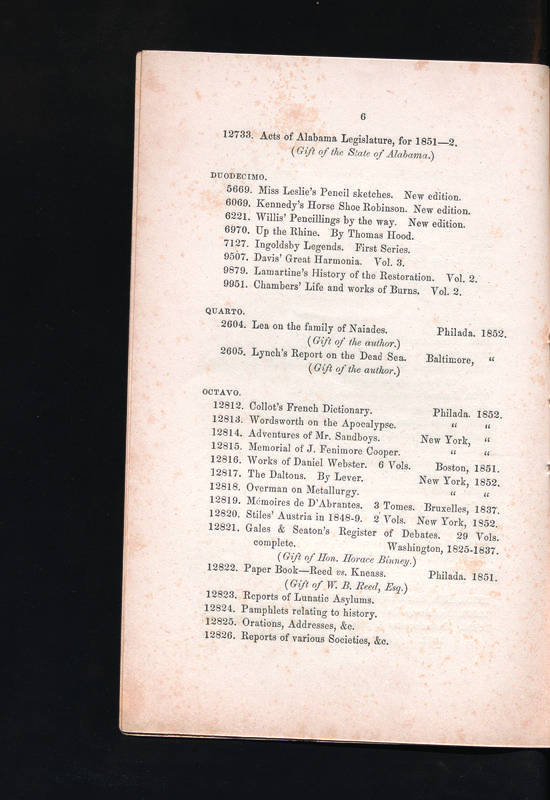 6
12733. Acts of Alabama Legislature, for 1851—2.
(Gift of the State of Alabama.)
DUODECIMO.
5669. Miss Leslie's Pencil sketches. New edition.
6069. Kennedy's Horse Shoe Robinson. New edition.
6221. Willis' Pencillings by the way. New edition.
6970. Up the Rhine. By Thomas Hood.
7127. Ingoldsby Legends. First Series.
9507. Davis' Great Harmonia. Vol. 3.
9879. Lamartine's History of the Restoration. Vol. 2.
9951. Chambers' Life and works of Burns. Vol. 2.
QUARTO.
2604. Lea on the family of Naiades. Philada. 1852.
(Gift of the author.)
2605. Lynch's Report on the Dead Sea. Baltimore, “
(Gift of the author.)
OCTAVO.
12812. Collot's French Dictionary. Philada. 1852.
12813. Wordsworth on the Apocalypse. “ “
12814. Adventures of Mr. Sandboys. New York, “
12815. Memorial of J. Fenimore Cooper. “ “
12816. Works of Daniel Webster. 6 Vols. Boston, 1851.
12817. The Daltons. By Lever. New York, 1852.
12818. Overman on Metallurgy. “ “
12819. Mémoires de D'Abrantes. 3 Tomes. Bruxelles, 1837.
12820. Stiles' Austria in 1848-9. 2 Vols. New York, 1852.
12821. Gales & Seaton's Register of Debates. 29 Vols.
complete. Washington, 1825-1837.
(Gift of Hon. Horace Binney.)
12822. Paper Book—Reed vs. Kneass. Philada. 1851.
(Gift of W. B. Reed, Esq.)
12823. Reports of Lunatic Asylums.
12824. Pamphlets relating to history.
12825. Orations, Addresses, &c.
12826. Reports of various Societies, &c.